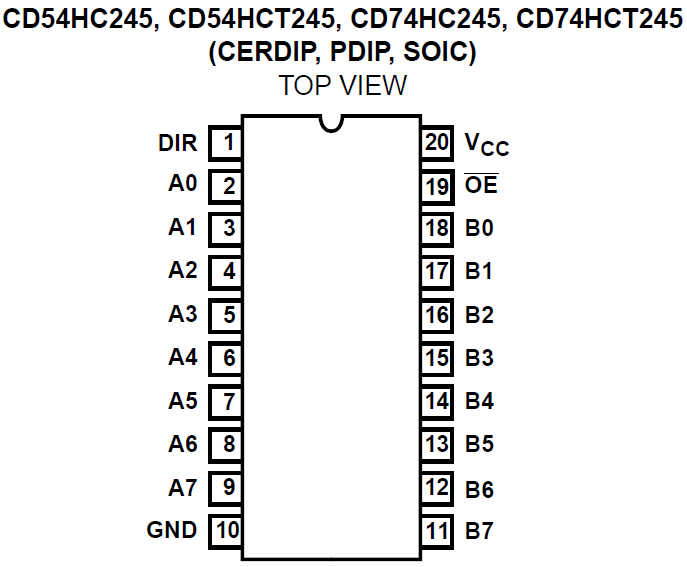 CD54HC245, CD54HCT245, CD74HC245, CD74HCT245
(CERDIP, PDIP, SOIC)
TOP VIEW
DIR 1 20 VCC
A0 2 19 OE
A1 3 18 B0
A2 4 17 B1
A3 5 16 B2
A4 6 15 B3
A5 7 14 B4
A6 8 13 B5
A7 9 12 B6
GND 10 11 B7